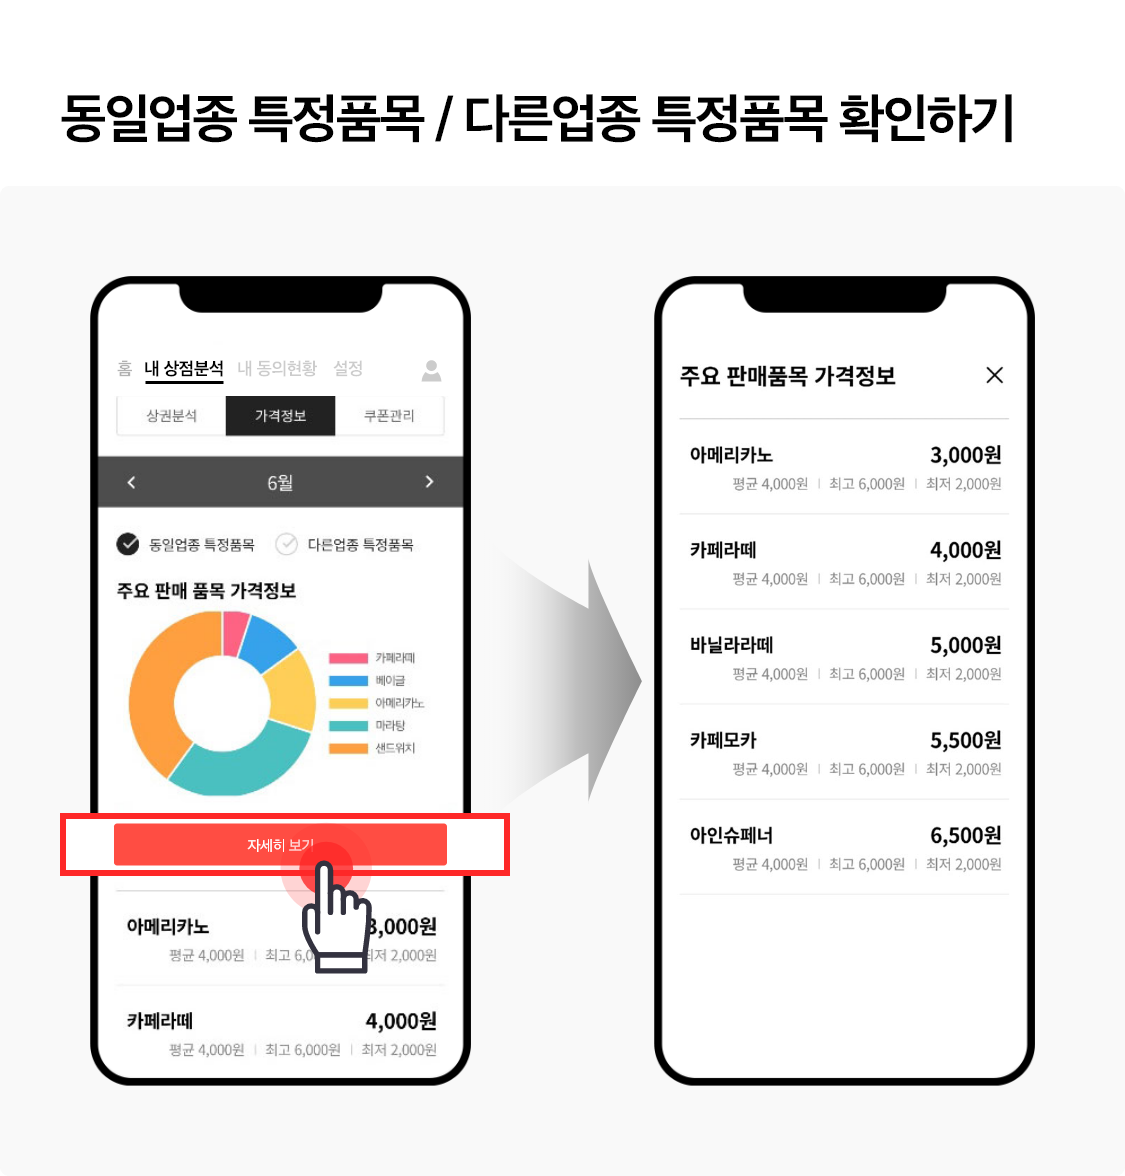 동일업종 특정품목 / 다른업종 특정품목 확인하기
홈 내 상점분석 내 동의현황 설정
상권분석 가격정보 쿠폰관리
6월
동일업종 특정품목 다른업종 특정품목
주요 판매 품목 가격정보
카페라떼
베이글
아메리카노
마라탕
샌드위치
자세히 보기
아메리카노 3,000원
평균 4,000원 | 최고 6,0 최저 2,000원
카페라떼 4,000원
평균 4,000원 | 최고 6,000원 | 최저 2,000원
주요 판매품목 가격정보
아메리카노 3,000원
평균 4,000원 | 최고 6,000원 | 최저 2,000원
카페라떼 4,000원
평균 4,000원 | 최고 6,000원 | 최저 2,000원
바닐라라떼 5,000원
평균 4,000원 | 최고 6,000원 | 최저 2,000원
카페모카 5,500원
평균 4,000원 | 최고 6,000원 | 최저 2,000원
아인슈페너 6,500원
평균 4,000원 | 최고 6,000원 | 최저 2,000원